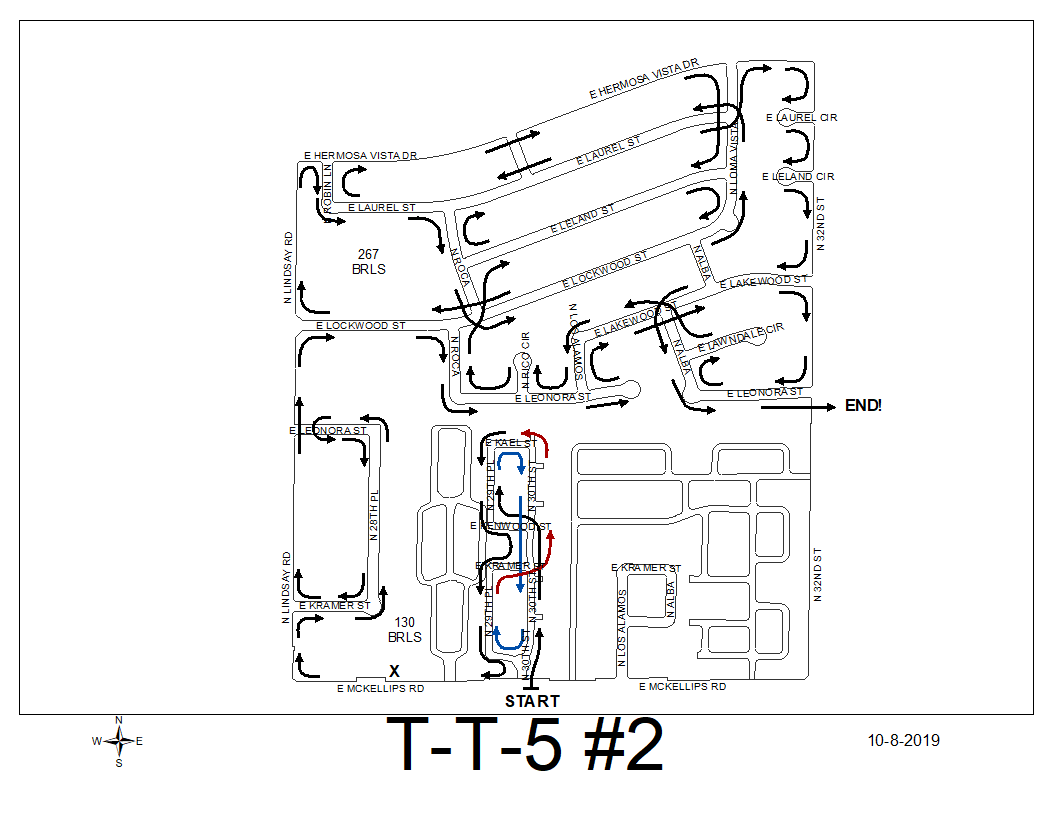 E HERMOSA VISTA DR
E LAUREL CIR
E LAUREL ST
E HERMOSA VISTA DR
N LOMA VISTA
E LELAND CIR
ROBIN LN
E LAUREL ST
E LELAND ST
N 32ND ST
N LINDSAY RD
267
BRLS
N ROCA
N ALBA
E LOCKWOOD ST
E LAKEWOOD ST
E LOCKWOOD ST
N LOS ALAMOS
E LAKEWOOD ST
E LAWNDALE CIR
N ROCA
N RICO CIR
N ALBA
E LEONORA ST
E LEONORA ST
END!
E LEONORA ST
E KAEL ST
N 29TH PL
N 30TH ST
N 28TH PL
E KENWOOD ST
E KRAMER ST
E KRAMER ST
N LINDSAY RD
N 32ND ST
E KRAMER ST
N 29TH PL
N 30TH ST
N ALBA
N LOS ALAMOS
130
BRLS
N 30TH ST
X
E MCKELLIPS RD
E MCKELLIPS RD
START
N
W E
S
T-T-5 #2
10-8-2019